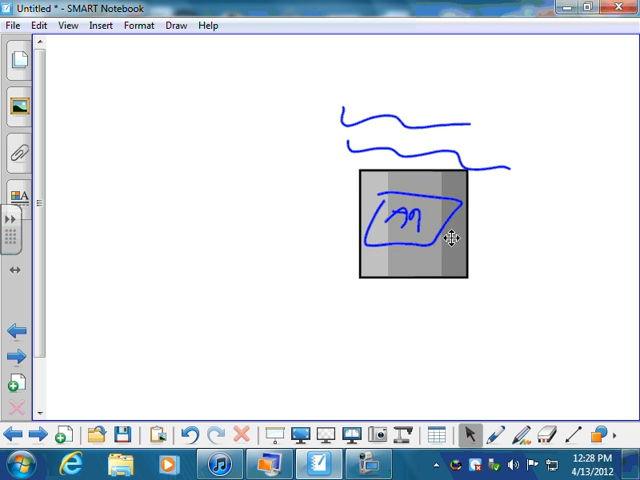 Untitled * - SMART Notebook
File Edit View Insert Format Draw Help
12:28 PM
4/13/2012